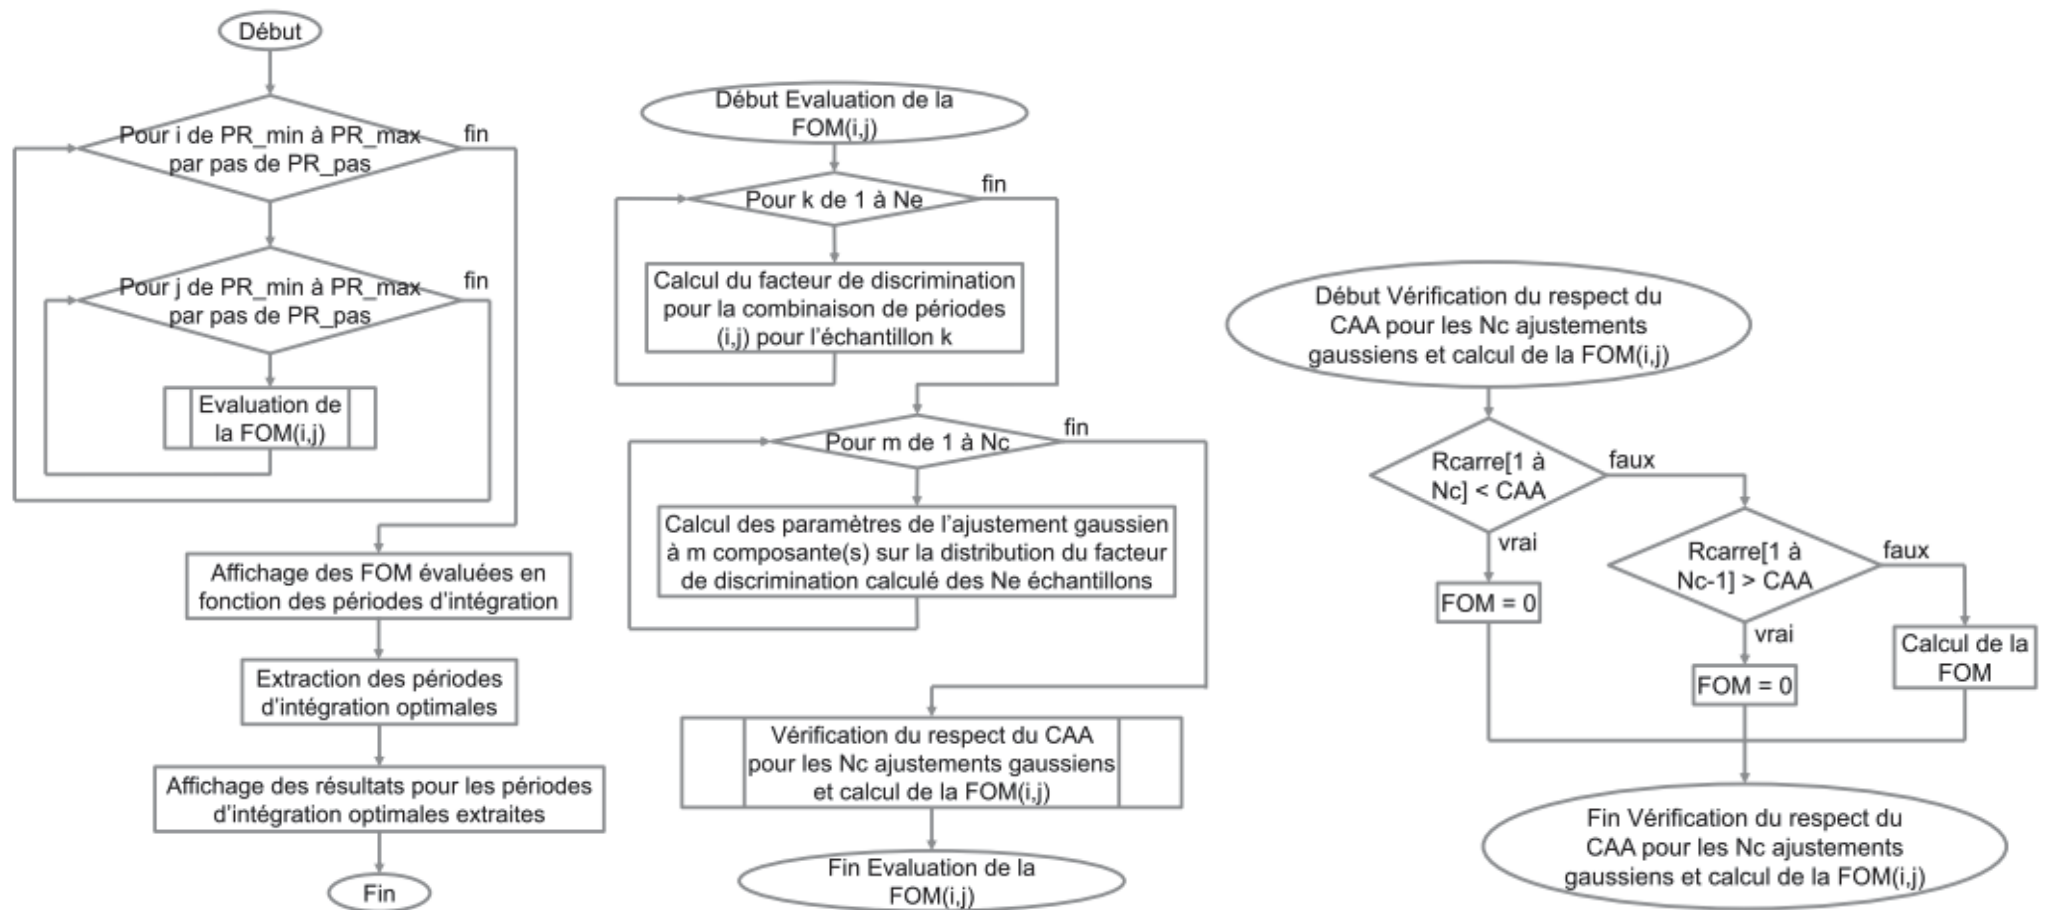 Début
Pour i de PR_min à PR_max
par pas de PR_pas
fin
Pour j de PR_min à PR_max
par pas de PR_pas
fin
Evaluation de
la FOM(i,j)
Affichage des FOM évaluées en
fonction des périodes d'intégration
Extraction des périodes
d'intégration optimales
Affichage des résultats pour les périodes
d'intégration optimales extraites
Fin
Début Evaluation de la
FOM(i,j)
Pour k de 1 à Ne
fin
Calcul du facteur de discrimination
pour la combinaison de périodes
(i,j) pour l'échantillon k
Pour m de 1 à Nc
fin
Calcul des paramètres de l'ajustement gaussien
à m composante(s) sur la distribution du facteur
de discrimination calculé des Ne échantillons
Vérification du respect du CAA
pour les Nc ajustements gaussiens
et calcul de la FOM(i,j)
Fin Evaluation de la
FOM(i,j)
Début Vérification du respect du
CAA pour les Nc ajustements
gaussiens et calcul de la FOM(i,j)
Rcarre[1 à
Nc] < CAA
faux
vrai
FOM = 0
Rcarre[1 à
Nc-1] > CAA
faux
vrai
FOM = 0
Calcul de la
FOM
Fin Vérification du respect du
CAA pour les Nc ajustements
gaussiens et calcul de la FOM(i,j)